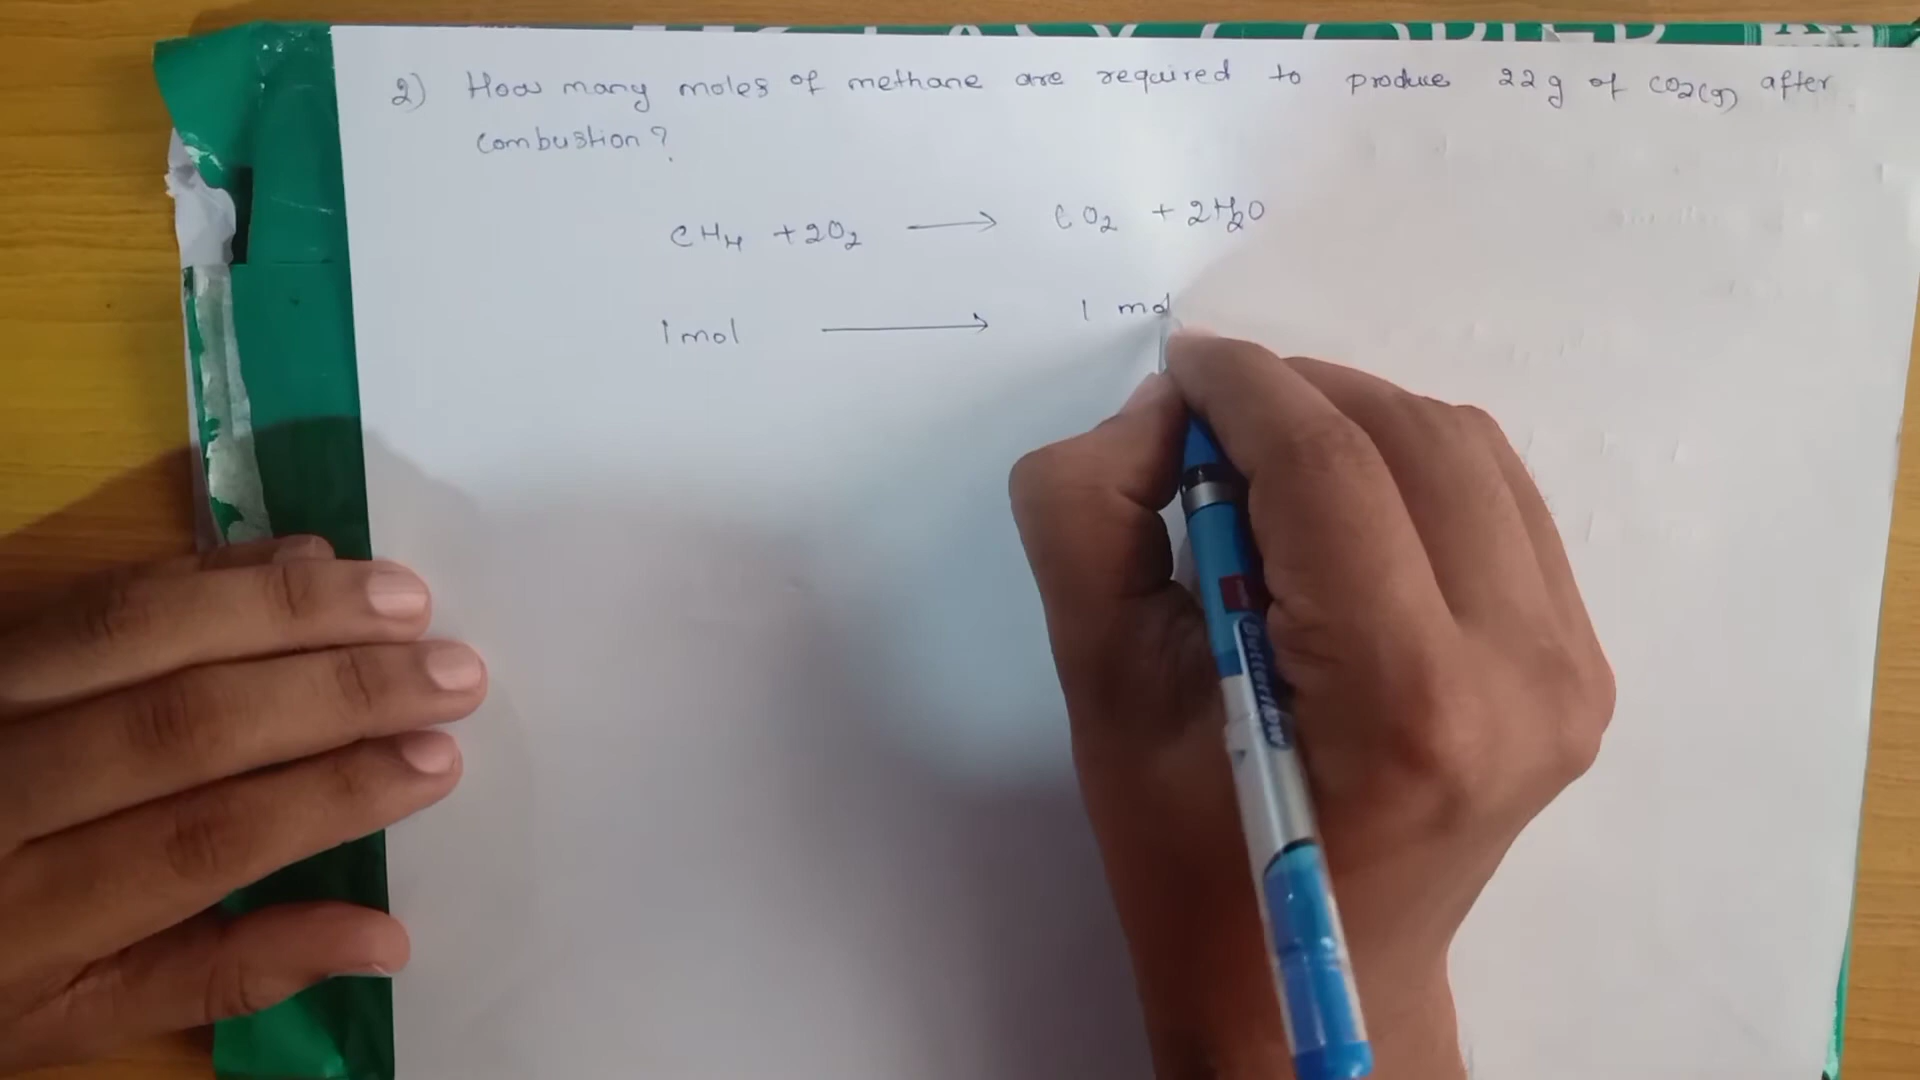 2) How many moles of methane are required to produce 22g of CO2(g) after
combustion?
CH4 + 2O2 → CO2 + 2H2O
1 mol → 1 mol
Butterflow